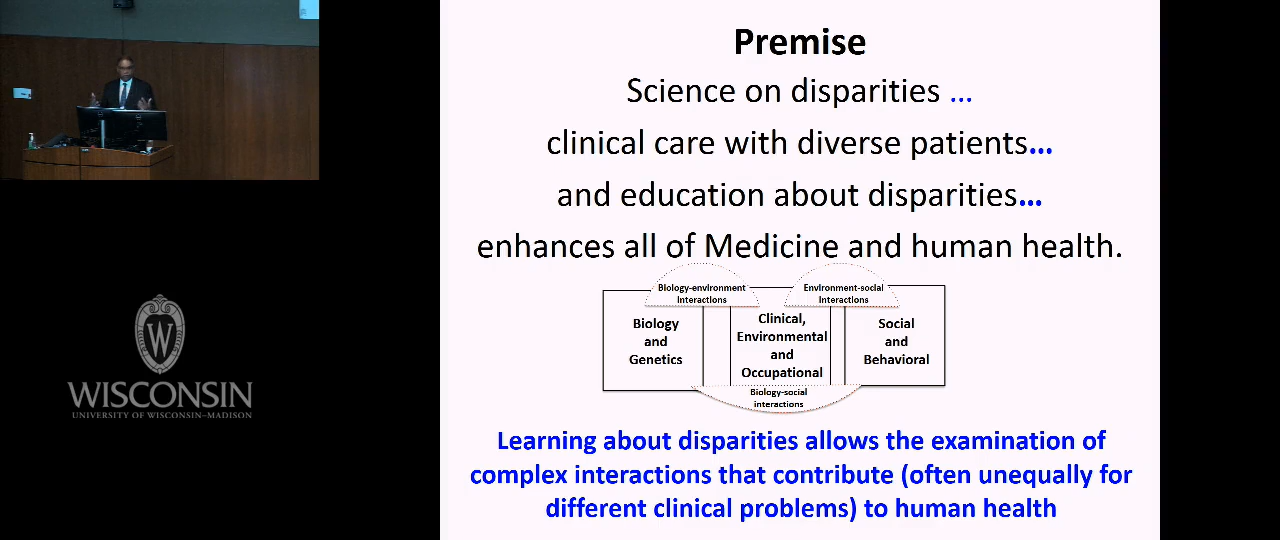 Premise
Science on disparities ...
clinical care with diverse patients...
and education about disparities...
enhances all of Medicine and human health.
Biology-environment
Interactions
Environment-social
Interactions
Biology
and
Genetics
Clinical,
Environmental
and
Occupational
Social
and
Behavioral
Biology-social
interactions
Learning about disparities allows the examination of
complex interactions that contribute (often unequally for
different clinical problems) to human health
W
WISCONSIN
UNIVERSITY OF WISCONSIN–MADISON